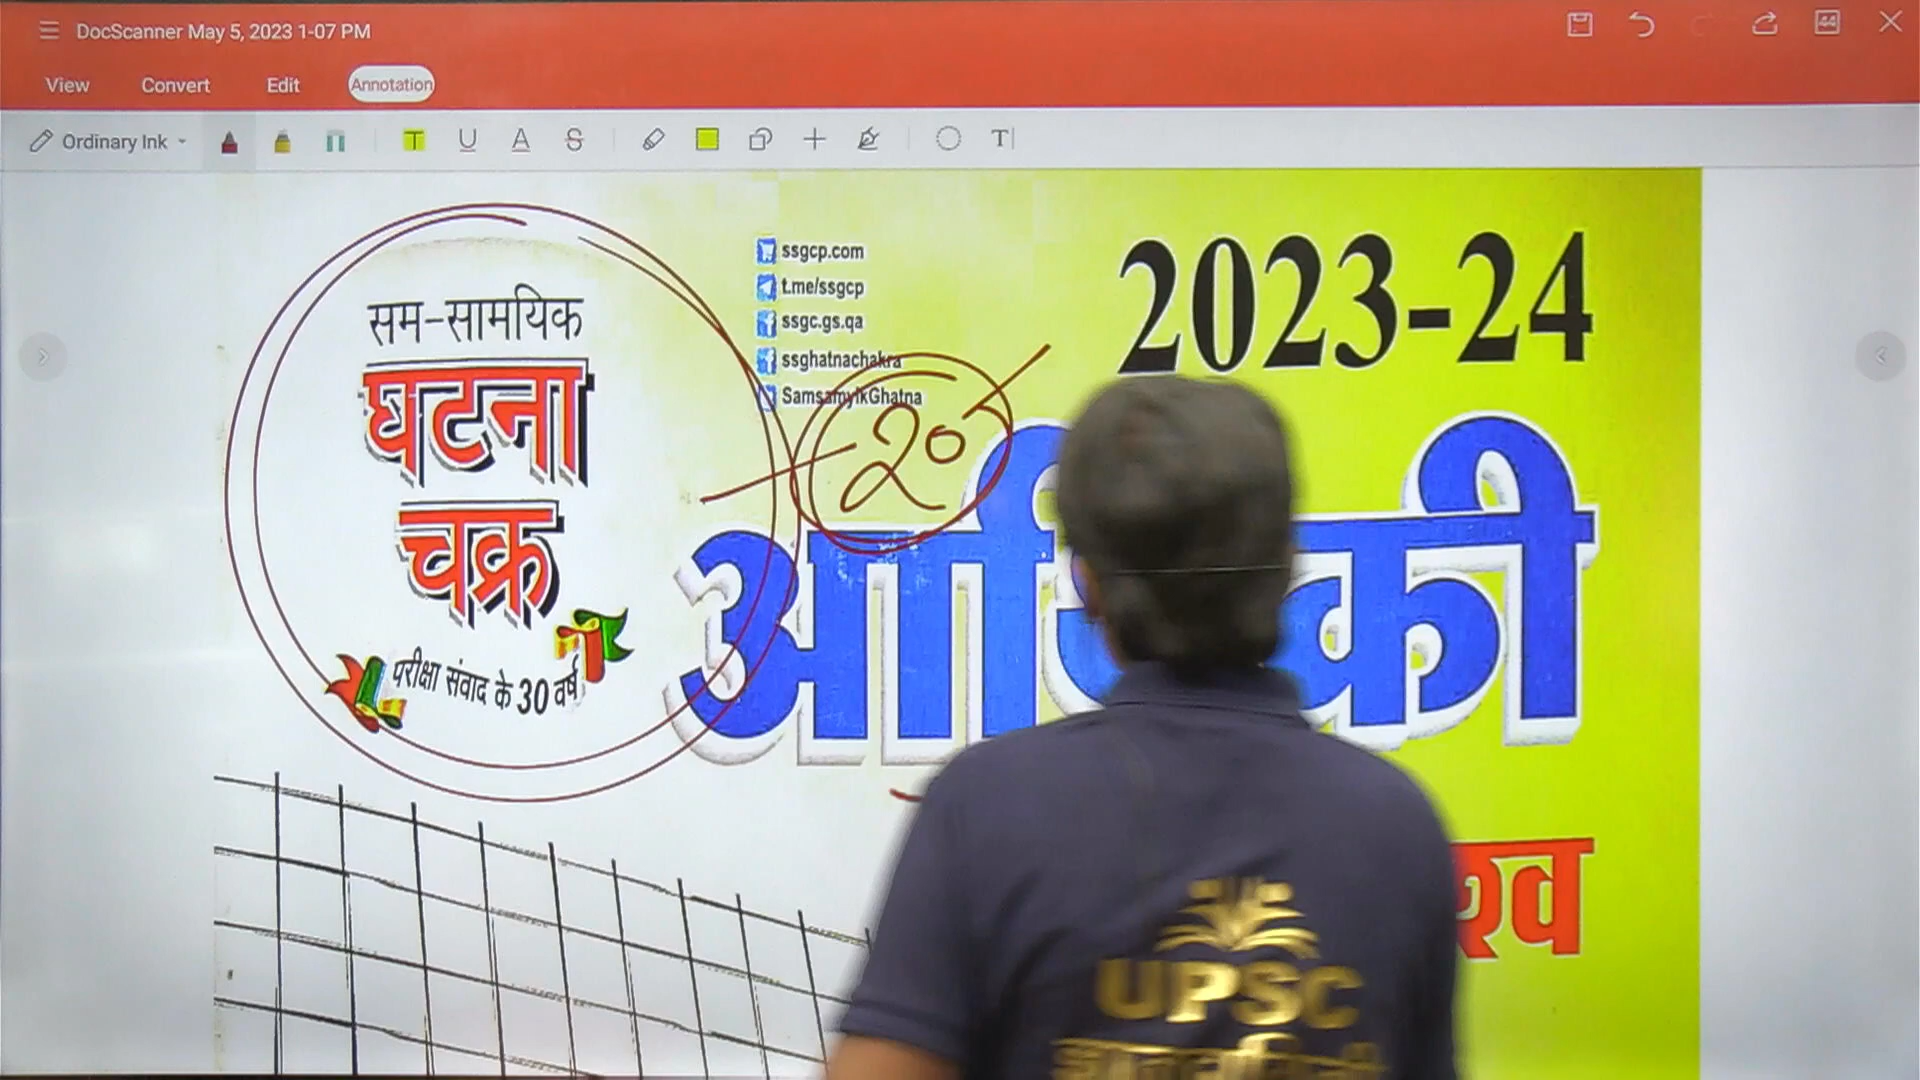 DocScanner May 5, 2023 1-07 PM
View Convert Edit Annotation
Ordinary Ink
सम-सामयिक
घटना
चक्र
परीक्षा संवाद के 30 वर्ष
ssgcp.com
t.me/ssgcp
ssgc.gs.qa
ssghatnachakra
SamsamyikGhatna
20
2023-24
UPSC